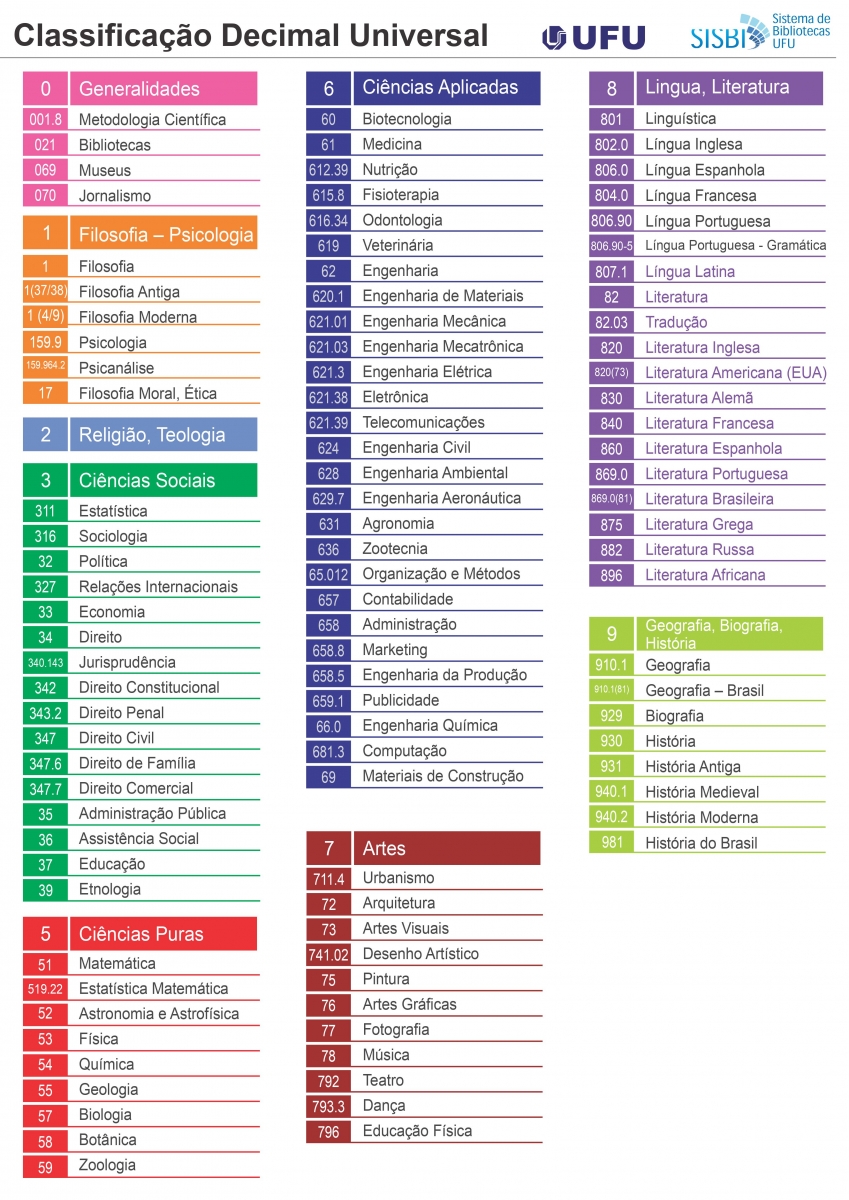 Classificação Decimal Universal
UFU
SISBI
Sistema de
Bibliotecas
UFU
0 Generalidades
001.8 Metodologia Científica
021 Bibliotecas
069 Museus
070 Jornalismo
1 Filosofia – Psicologia
1 Filosofia
1(37/38) Filosofia Antiga
1 (4/9) Filosofia Moderna
159.9 Psicologia
159.964.2 Psicanálise
17 Filosofia Moral, Ética
2 Religião, Teologia
3 Ciências Sociais
311 Estatística
316 Sociologia
32 Política
327 Relações Internacionais
33 Economia
34 Direito
340.143 Jurisprudência
342 Direito Constitucional
343.2 Direito Penal
347 Direito Civil
347.6 Direito de Família
347.7 Direito Comercial
35 Administração Pública
36 Assistência Social
37 Educação
39 Etnologia
5 Ciências Puras
51 Matemática
519.22 Estatística Matemática
52 Astronomia e Astrofísica
53 Física
54 Química
55 Geologia
57 Biologia
58 Botânica
59 Zoologia
6 Ciências Aplicadas
60 Biotecnologia
61 Medicina
612.39 Nutrição
615.8 Fisioterapia
616.34 Odontologia
619 Veterinária
62 Engenharia
620.1 Engenharia de Materiais
621.01 Engenharia Mecânica
621.03 Engenharia Mecatrônica
621.3 Engenharia Elétrica
621.38 Eletrônica
621.39 Telecomunicações
624 Engenharia Civil
628 Engenharia Ambiental
629.7 Engenharia Aeronáutica
631 Agronomia
636 Zootecnia
65.012 Organização e Métodos
657 Contabilidade
658 Administração
658.8 Marketing
658.5 Engenharia da Produção
659.1 Publicidade
66.0 Engenharia Química
681.3 Computação
69 Materiais de Construção
7 Artes
711.4 Urbanismo
72 Arquitetura
73 Artes Visuais
741.02 Desenho Artístico
75 Pintura
76 Artes Gráficas
77 Fotografia
78 Música
792 Teatro
793.3 Dança
796 Educação Física
8 Lingua, Literatura
801 Linguística
802.0 Língua Inglesa
806.0 Língua Espanhola
804.0 Língua Francesa
806.90 Língua Portuguesa
806.90-5 Língua Portuguesa - Gramática
807.1 Língua Latina
82 Literatura
82.03 Tradução
820 Literatura Inglesa
820(73) Literatura Americana (EUA)
830 Literatura Alemã
840 Literatura Francesa
860 Literatura Espanhola
869.0 Literatura Portuguesa
869.0(81) Literatura Brasileira
875 Literatura Grega
882 Literatura Russa
896 Literatura Africana
9 Geografia, Biografia,
História
910.1 Geografia
910.1(81) Geografia – Brasil
929 Biografia
930 História
931 História Antiga
940.1 História Medieval
940.2 História Moderna
981 História do Brasil